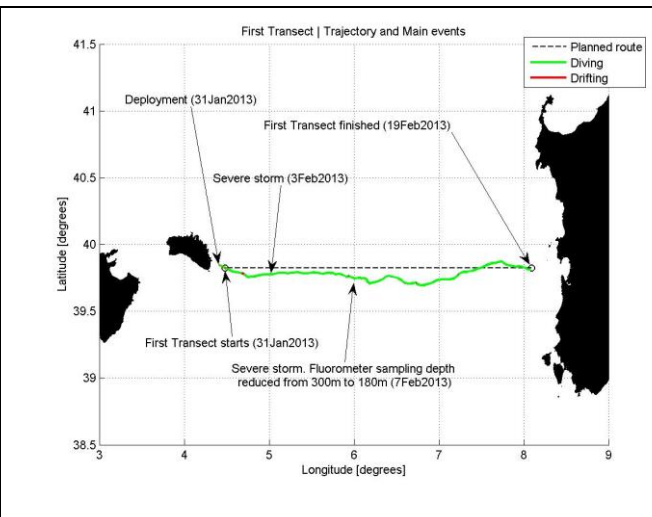 First Transect | Trajectory and Main events
41.5
41
40.5
40
39.5
39
38.5
Latitude [degrees]
Planned route
Diving
Drifting
Deployment (31Jan2013)
First Transect finished (19Feb2013)
Severe storm (3Feb2013)
First Transect starts (31Jan2013)
Severe storm. Fluorometer sampling depth
reduced from 300m to 180m (7Feb2013)
3 4 5 6 7 8 9
Longitude [degrees]